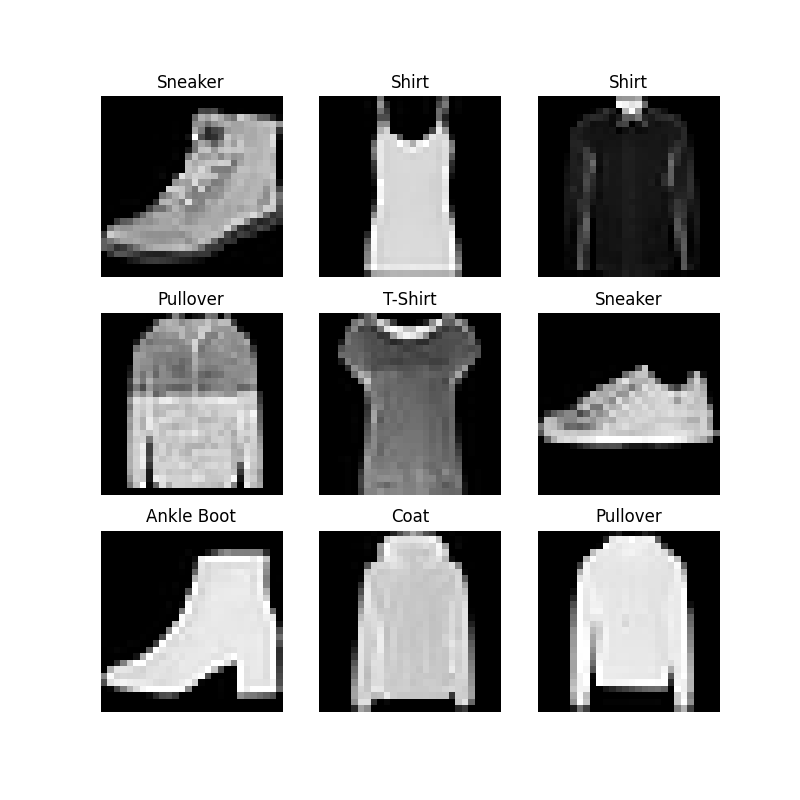 Sneaker
Shirt
Shirt
Pullover
T-Shirt
Sneaker
Ankle Boot
Coat
Pullover